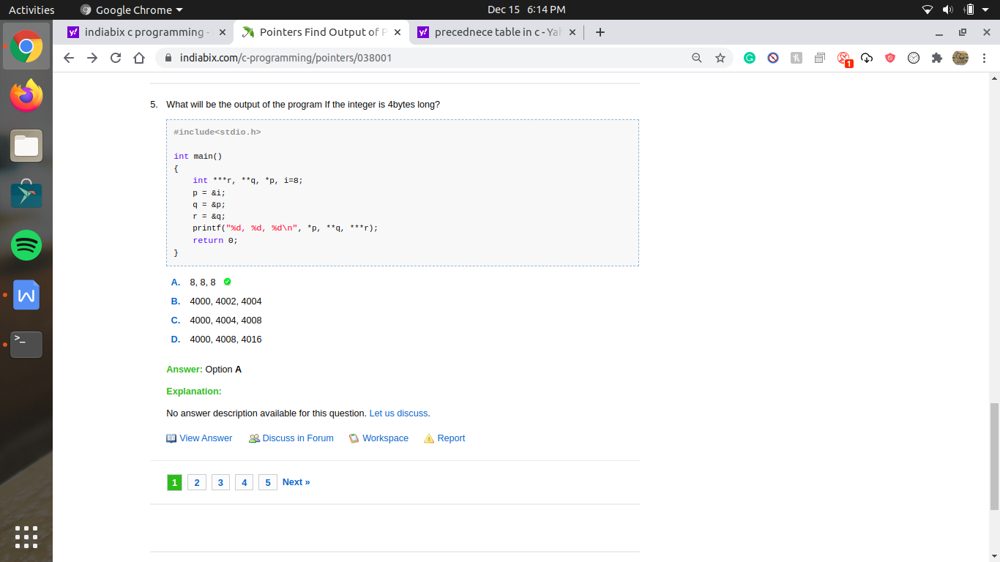 Activities Google Chrome Dec 15 6:14 PM
indiabix c programming - Pointers Find Output of P precednece table in c - Yah
indiabix.com/c-programming/pointers/038001
1
5. What will be the output of the program If the integer is 4bytes long?
#include<stdio.h>
int main()
{
int ***r, **q, *p, i=8;
p = &i;
q = &p;
r = &q;
printf("%d, %d, %d\n", *p, **q, ***r);
return 0;
}
A. 8, 8, 8
B. 4000, 4002, 4004
C. 4000, 4004, 4008
D. 4000, 4008, 4016
Answer: Option A
Explanation:
No answer description available for this question. Let us discuss.
View Answer Discuss in Forum Workspace Report
1 2 3 4 5 Next »